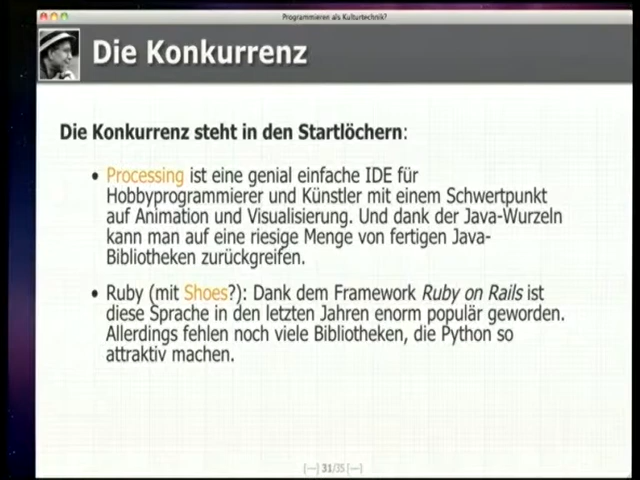 Programmieren als Kulturtechnik?
Die Konkurrenz
Die Konkurrenz steht in den Startlöchern:
• Processing ist eine genial einfache IDE für
Hobbyprogrammierer und Künstler mit einem Schwertpunkt
auf Animation und Visualisierung. Und dank der Java-Wurzeln
kann man auf eine riesige Menge von fertigen Java-
Bibliotheken zurückgreifen.
• Ruby (mit Shoes?): Dank dem Framework Ruby on Rails ist
diese Sprache in den letzten Jahren enorm populär geworden.
Allerdings fehlen noch viele Bibliotheken, die Python so
attraktiv machen.
[—] 31/35 [—]